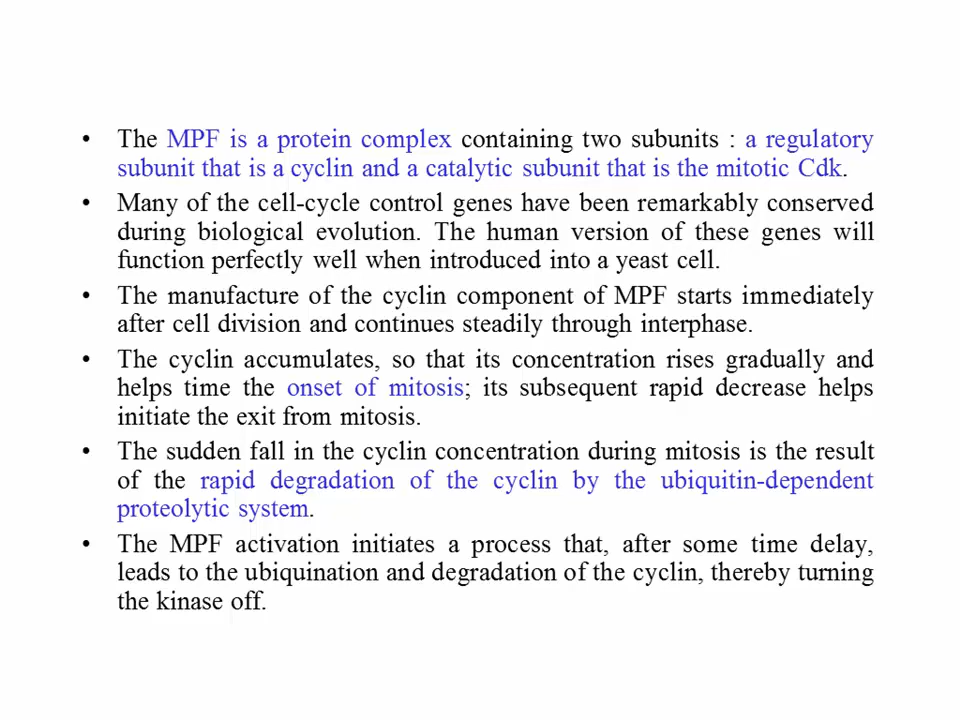 • The MPF is a protein complex containing two subunits : a regulatory
subunit that is a cyclin and a catalytic subunit that is the mitotic Cdk.
• Many of the cell-cycle control genes have been remarkably conserved
during biological evolution. The human version of these genes will
function perfectly well when introduced into a yeast cell.
• The manufacture of the cyclin component of MPF starts immediately
after cell division and continues steadily through interphase.
• The cyclin accumulates, so that its concentration rises gradually and
helps time the onset of mitosis; its subsequent rapid decrease helps
initiate the exit from mitosis.
• The sudden fall in the cyclin concentration during mitosis is the result
of the rapid degradation of the cyclin by the ubiquitin-dependent
proteolytic system.
• The MPF activation initiates a process that, after some time delay,
leads to the ubiquination and degradation of the cyclin, thereby turning
the kinase off.